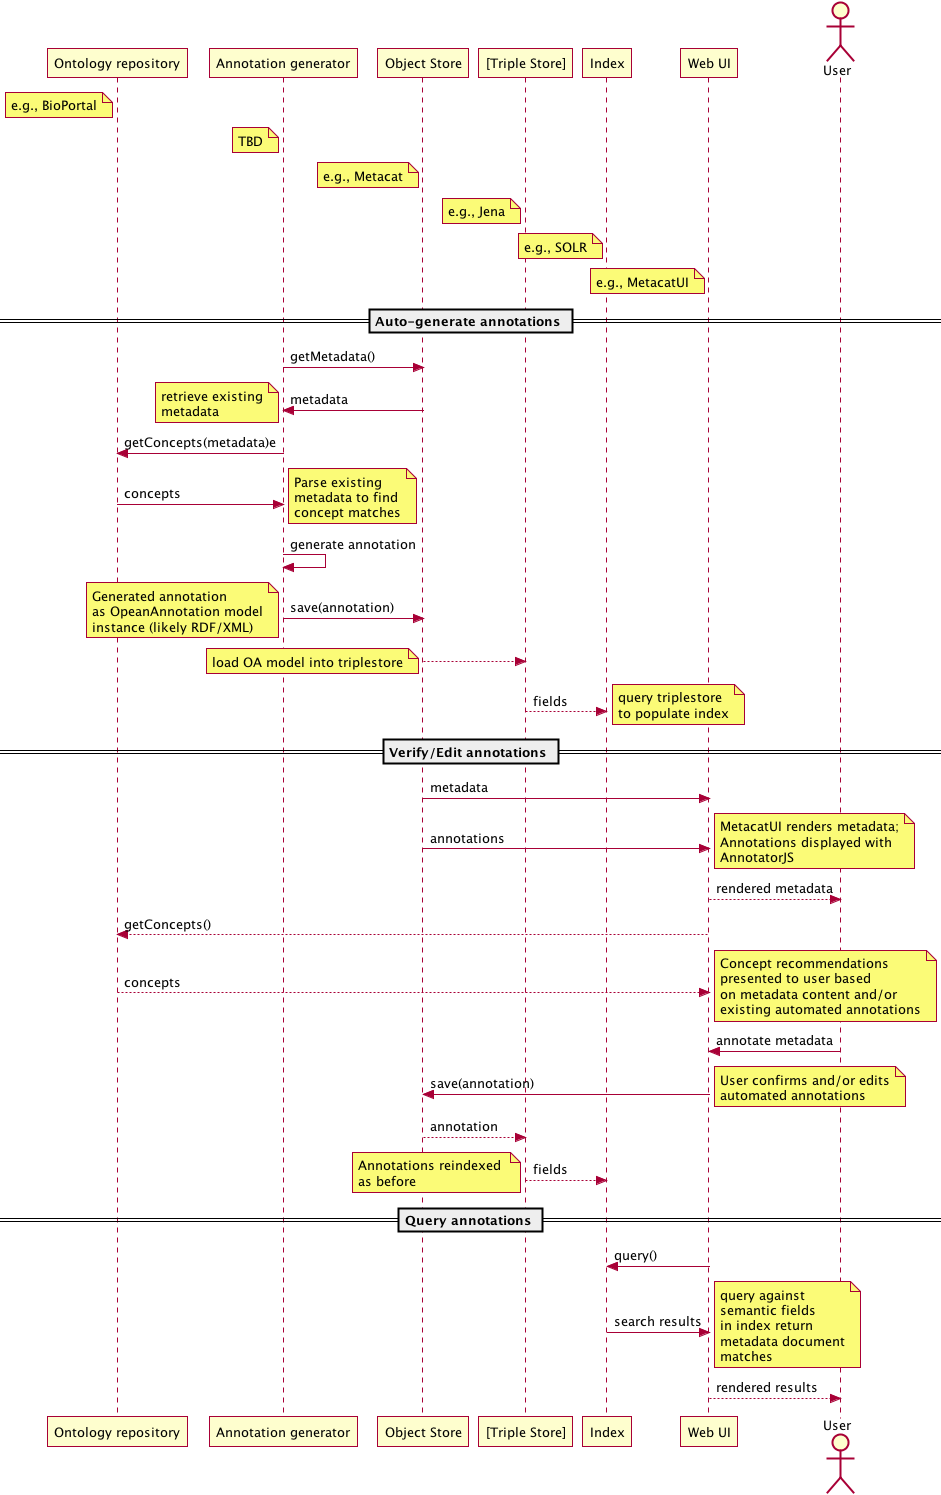 User
Ontology repository
Annotation generator
Object Store
[Triple Store]
Index
Web UI
e.g., BioPortal
TBD
e.g., Metacat
e.g., Jena
e.g., SOLR
e.g., MetacatUI
Auto-generate annotations
getMetadata()
retrieve existing
metadata
metadata
getConcepts(metadata)e
concepts
Parse existing
metadata to find
concept matches
generate annotation
Generated annotation
as OpeanAnnotation model
instance (likely RDF/XML)
save(annotation)
load OA model into triplestore
fields
query triplestore
to populate index
Verify/Edit annotations
metadata
annotations
MetacatUI renders metadata;
Annotations displayed with
AnnotatorJS
rendered metadata
getConcepts()
concepts
Concept recommendations
presented to user based
on metadata content and/or
existing automated annotations
annotate metadata
save(annotation)
User confirms and/or edits
automated annotations
annotation
Annotations reindexed
as before
fields
Query annotations
query()
search results
query against
semantic fields
in index return
metadata document
matches
rendered results
Ontology repository
Annotation generator
Object Store
[Triple Store]
Index
Web UI
User